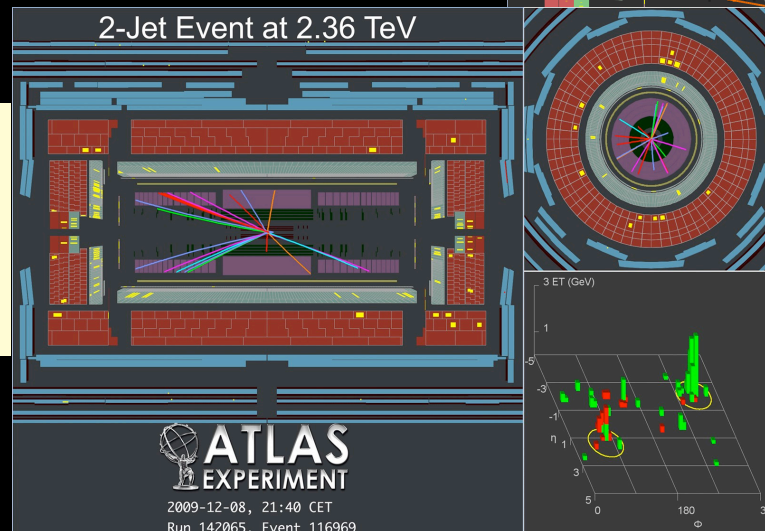 2-Jet Event at 2.36 TeV
3 ET (GeV)
1
-5
-3
-1
η 1
3
5
0 180 3
Φ
ATLAS
EXPERIMENT
2009-12-08, 21:40 CET
Run 142065, Event 116969